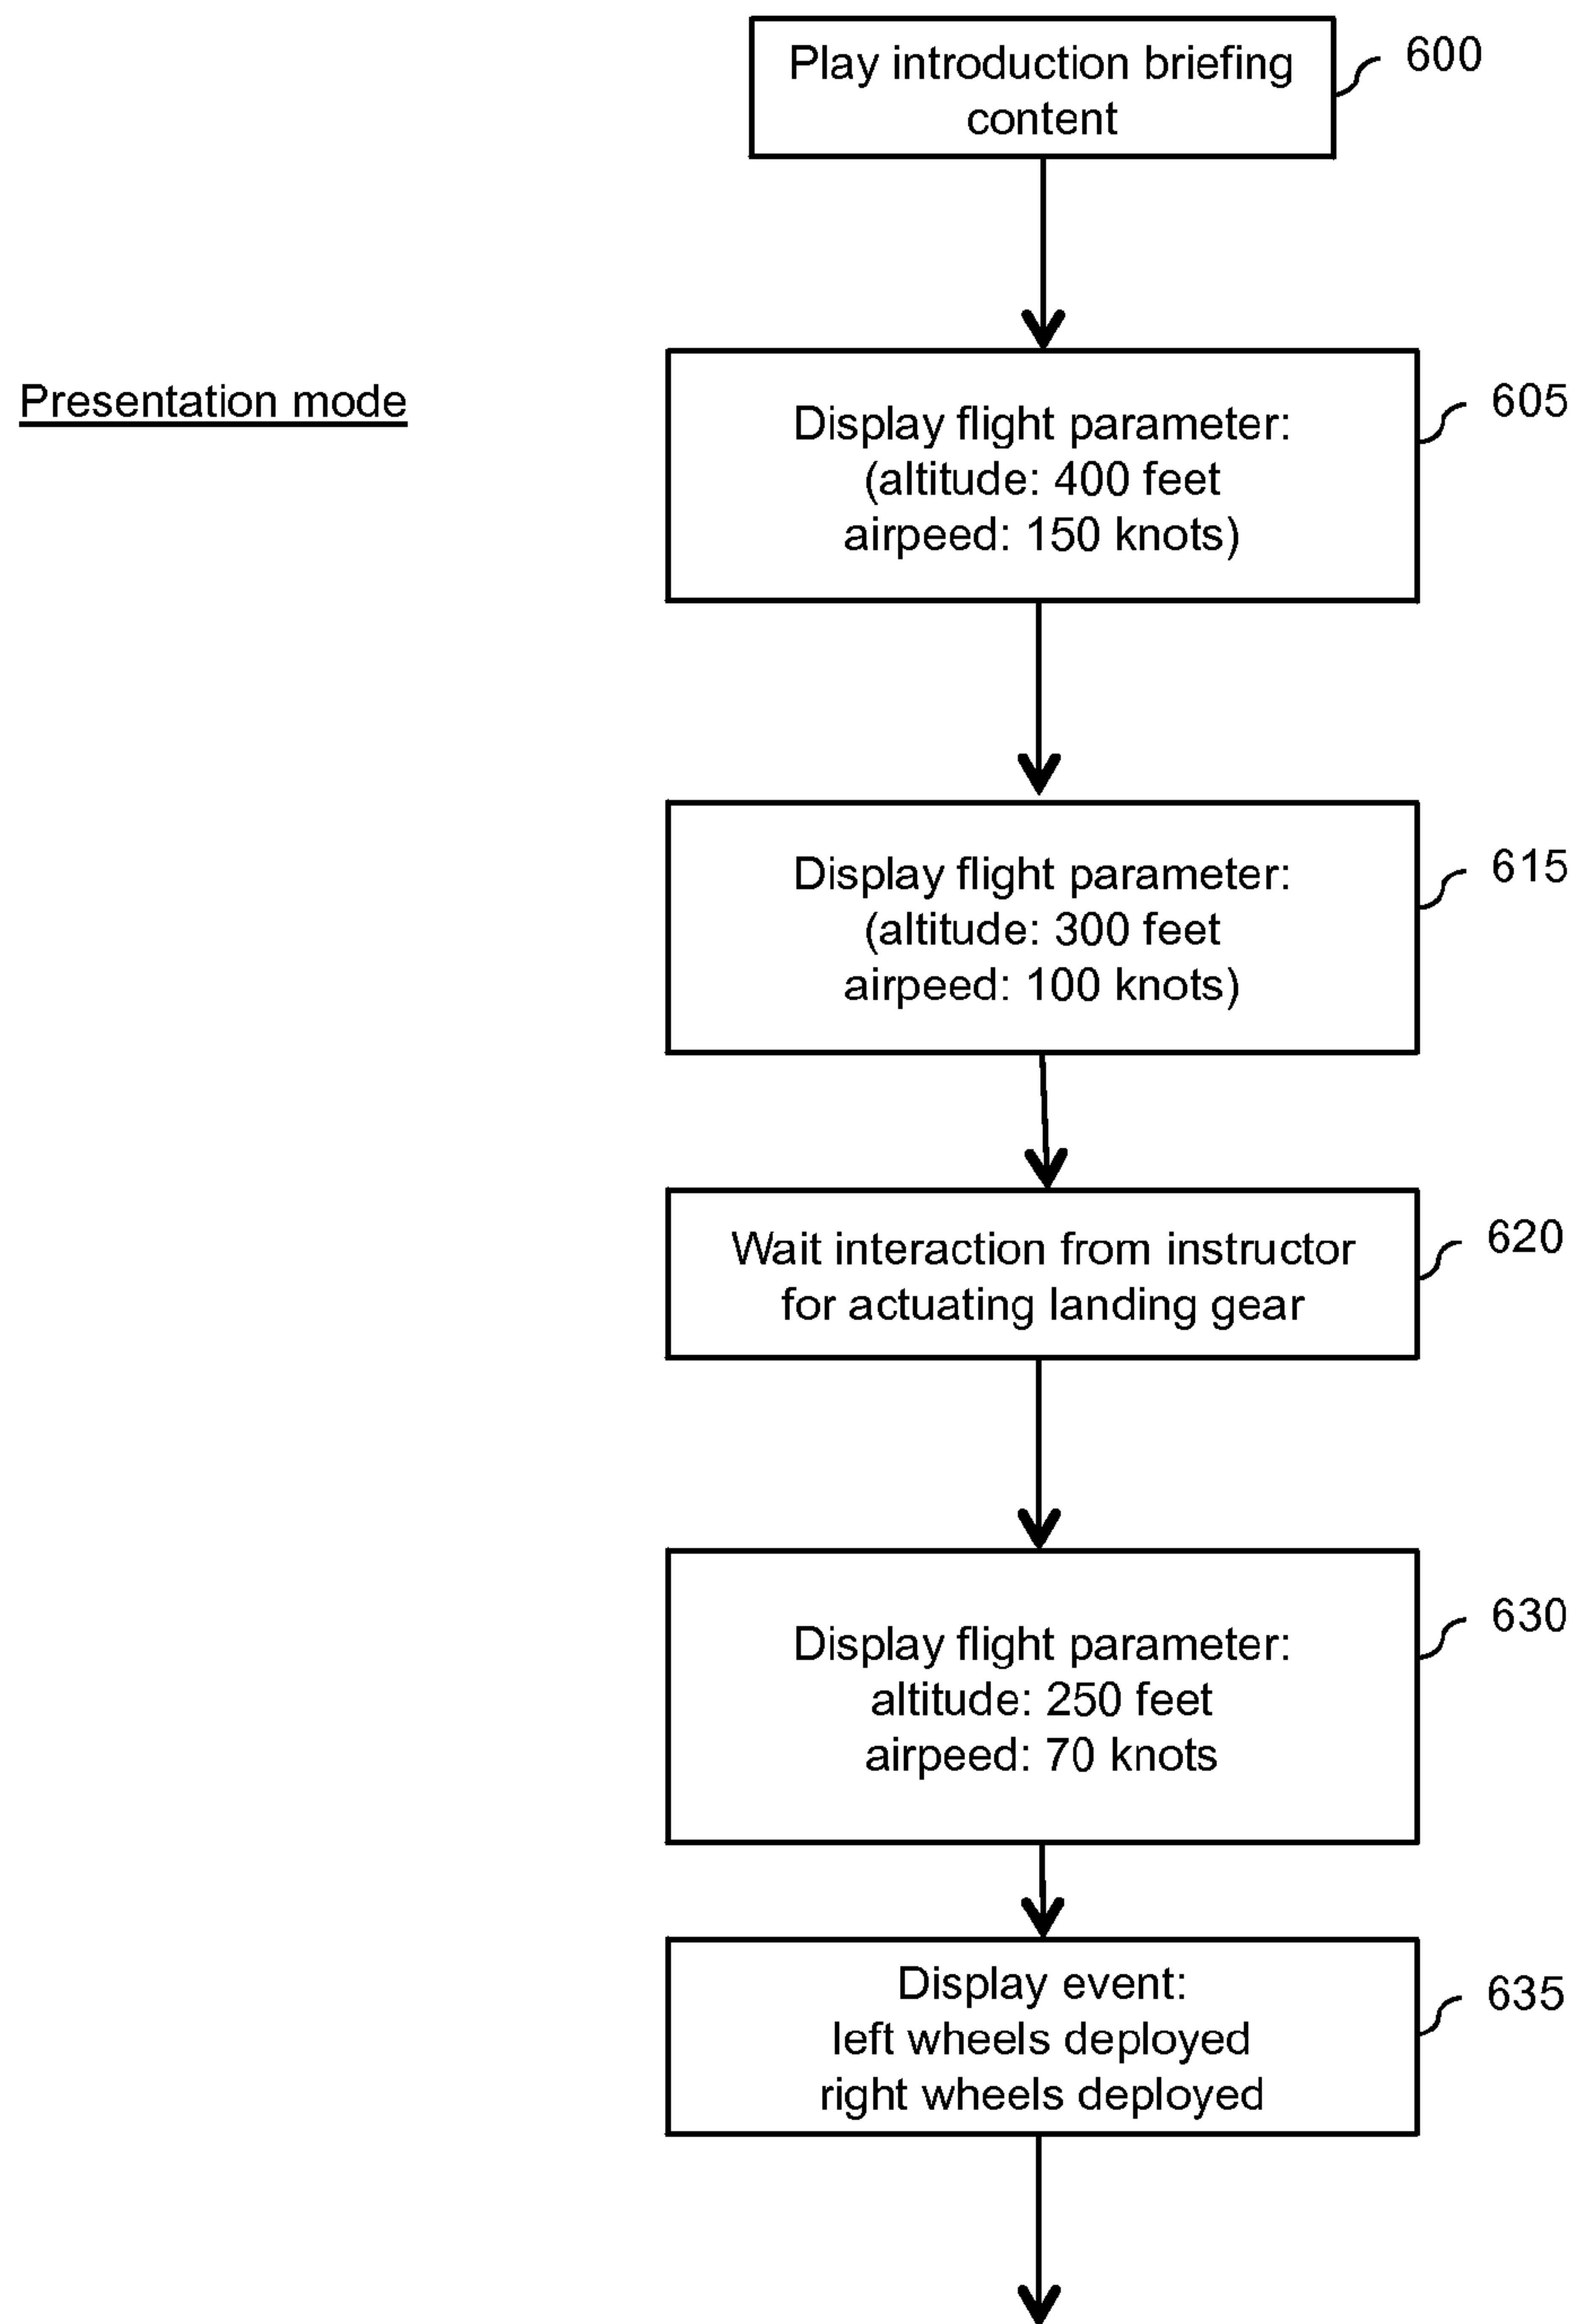 Play introduction briefing
content
600
Presentation mode
Display flight parameter:
(altitude: 400 feet
airpeed: 150 knots)
605
Display flight parameter:
(altitude: 300 feet
airpeed: 100 knots)
615
Wait interaction from instructor
for actuating landing gear
620
Display flight parameter:
altitude: 250 feet
airpeed: 70 knots
630
Display event:
left wheels deployed
right wheels deployed
635